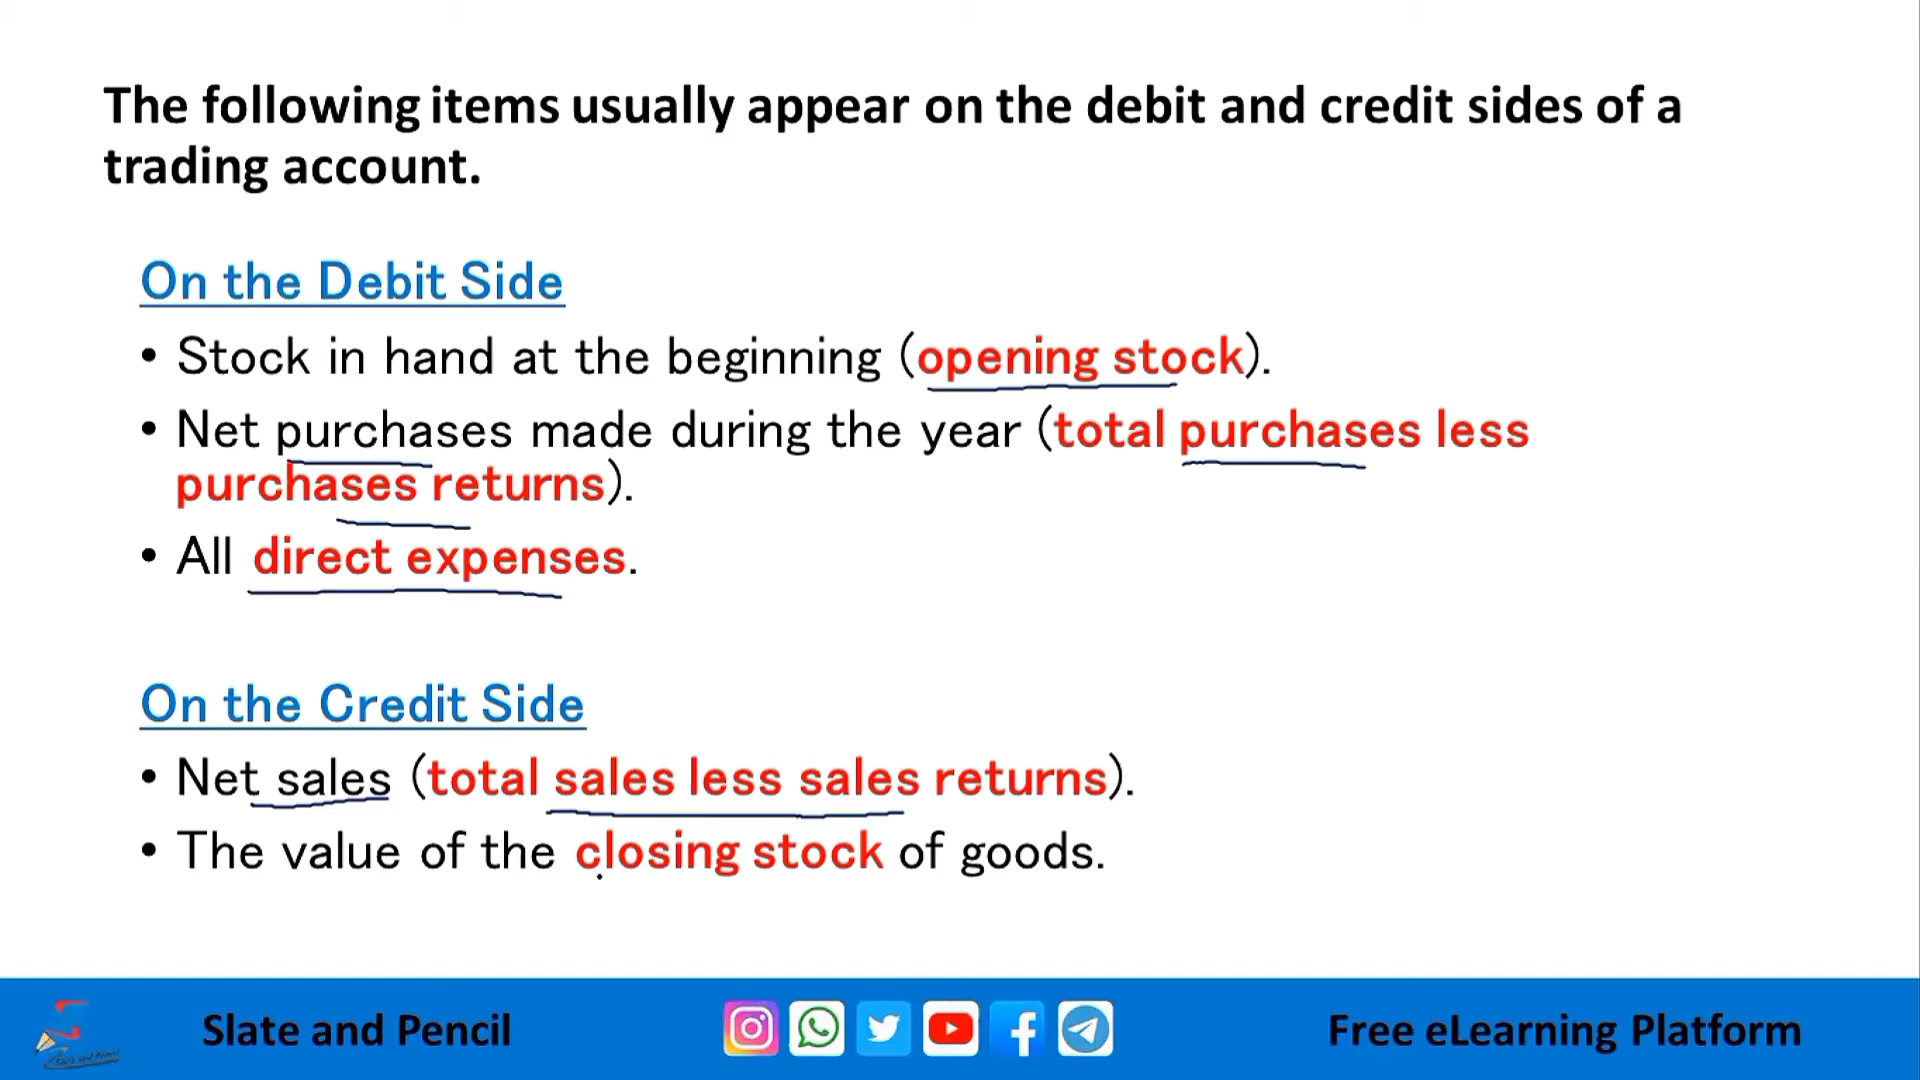 The following items usually appear on the debit and credit sides of a
trading account.
On the Debit Side
• Stock in hand at the beginning (opening stock).
• Net purchases made during the year (total purchases less
purchases returns).
• All direct expenses.
On the Credit Side
• Net sales (total sales less sales returns).
• The value of the closing stock of goods.
Slate and Pencil
Free eLearning Platform